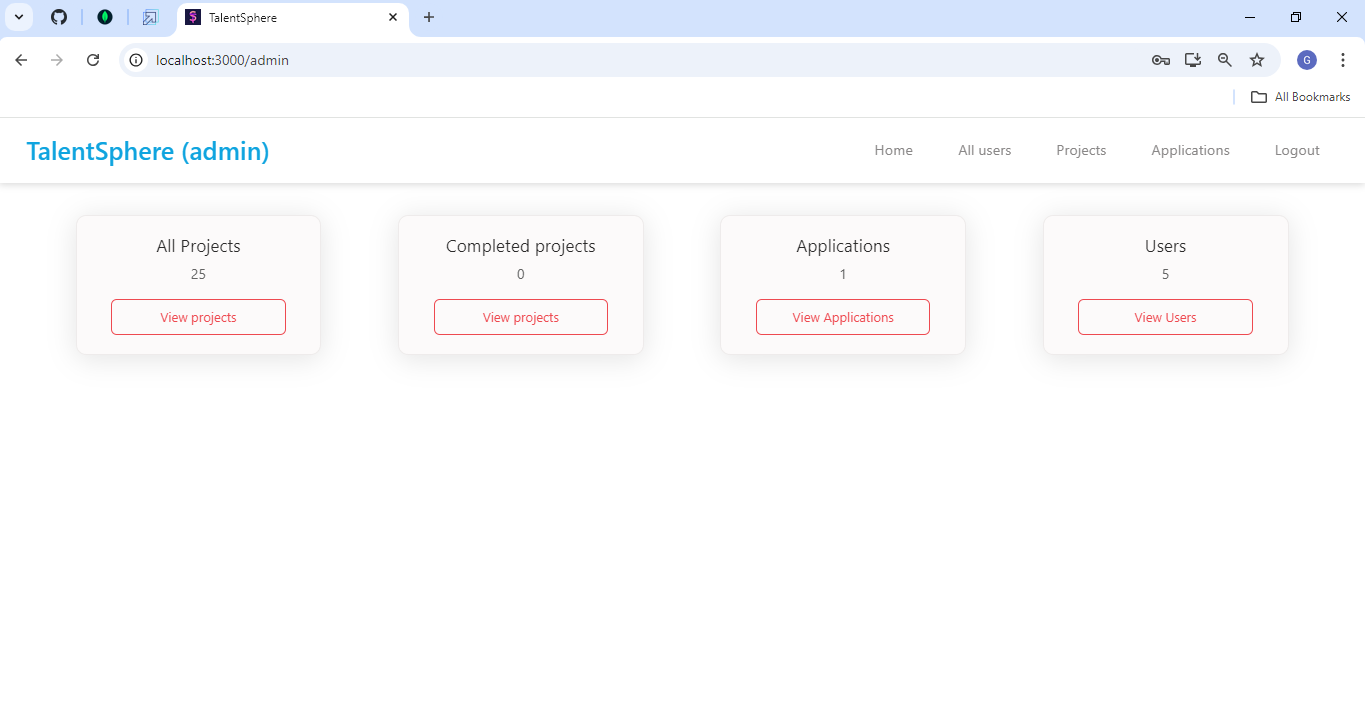 TalentSphere
localhost:3000/admin
G
All Bookmarks
TalentSphere (admin)
Home
All users
Projects
Applications
Logout
All Projects
25
View projects
Completed projects
0
View projects
Applications
1
View Applications
Users
5
View Users